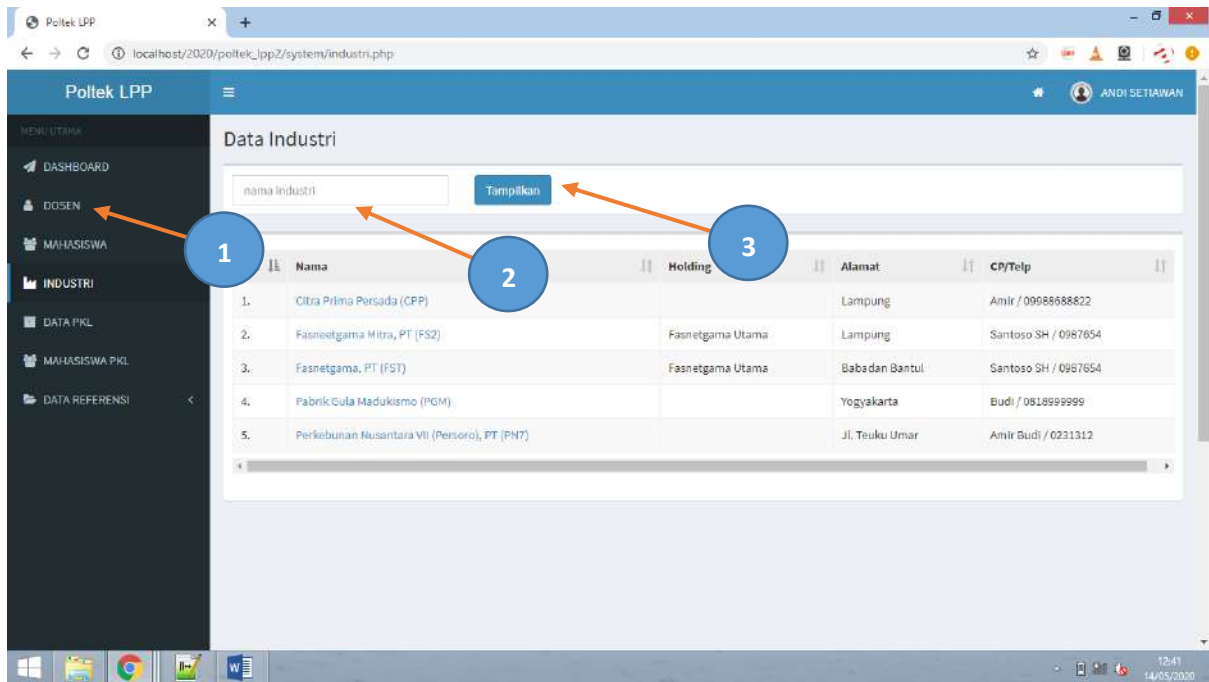 Poltek LPP
localhost/2020/poltek_lpp2/system/industri.php
Poltek LPP
ANDI SETIAWAN
MENU UTAMA
Data Industri
DASHBOARD
nama industri
Tampilkan
DOSEN
1
2
3
MAHASISWA
Nama Holding Alamat CP/Telp
INDUSTRI
1. Citra Prima Persada (CPP) Lampung Amir / 09988688822
DATA PKL
2. Fasneetgama Mitra, PT (FS2) Fasnetgama Utama Lampung Santoso SH / 0987654
MAHASISWA PKL
3. Fasnetgama, PT (FST) Fasnetgama Utama Babadan Bantul Santoso SH / 0987654
DATA REFERENSI
4. Pabrik Gula Madukismo (PGM) Yogyakarta Budi / 0818999999
5. Perkebunan Nusantara VII (Persoro), PT (PN7) Jl. Teuku Umar Amir Budi / 0231312
12:41
14/05/2020